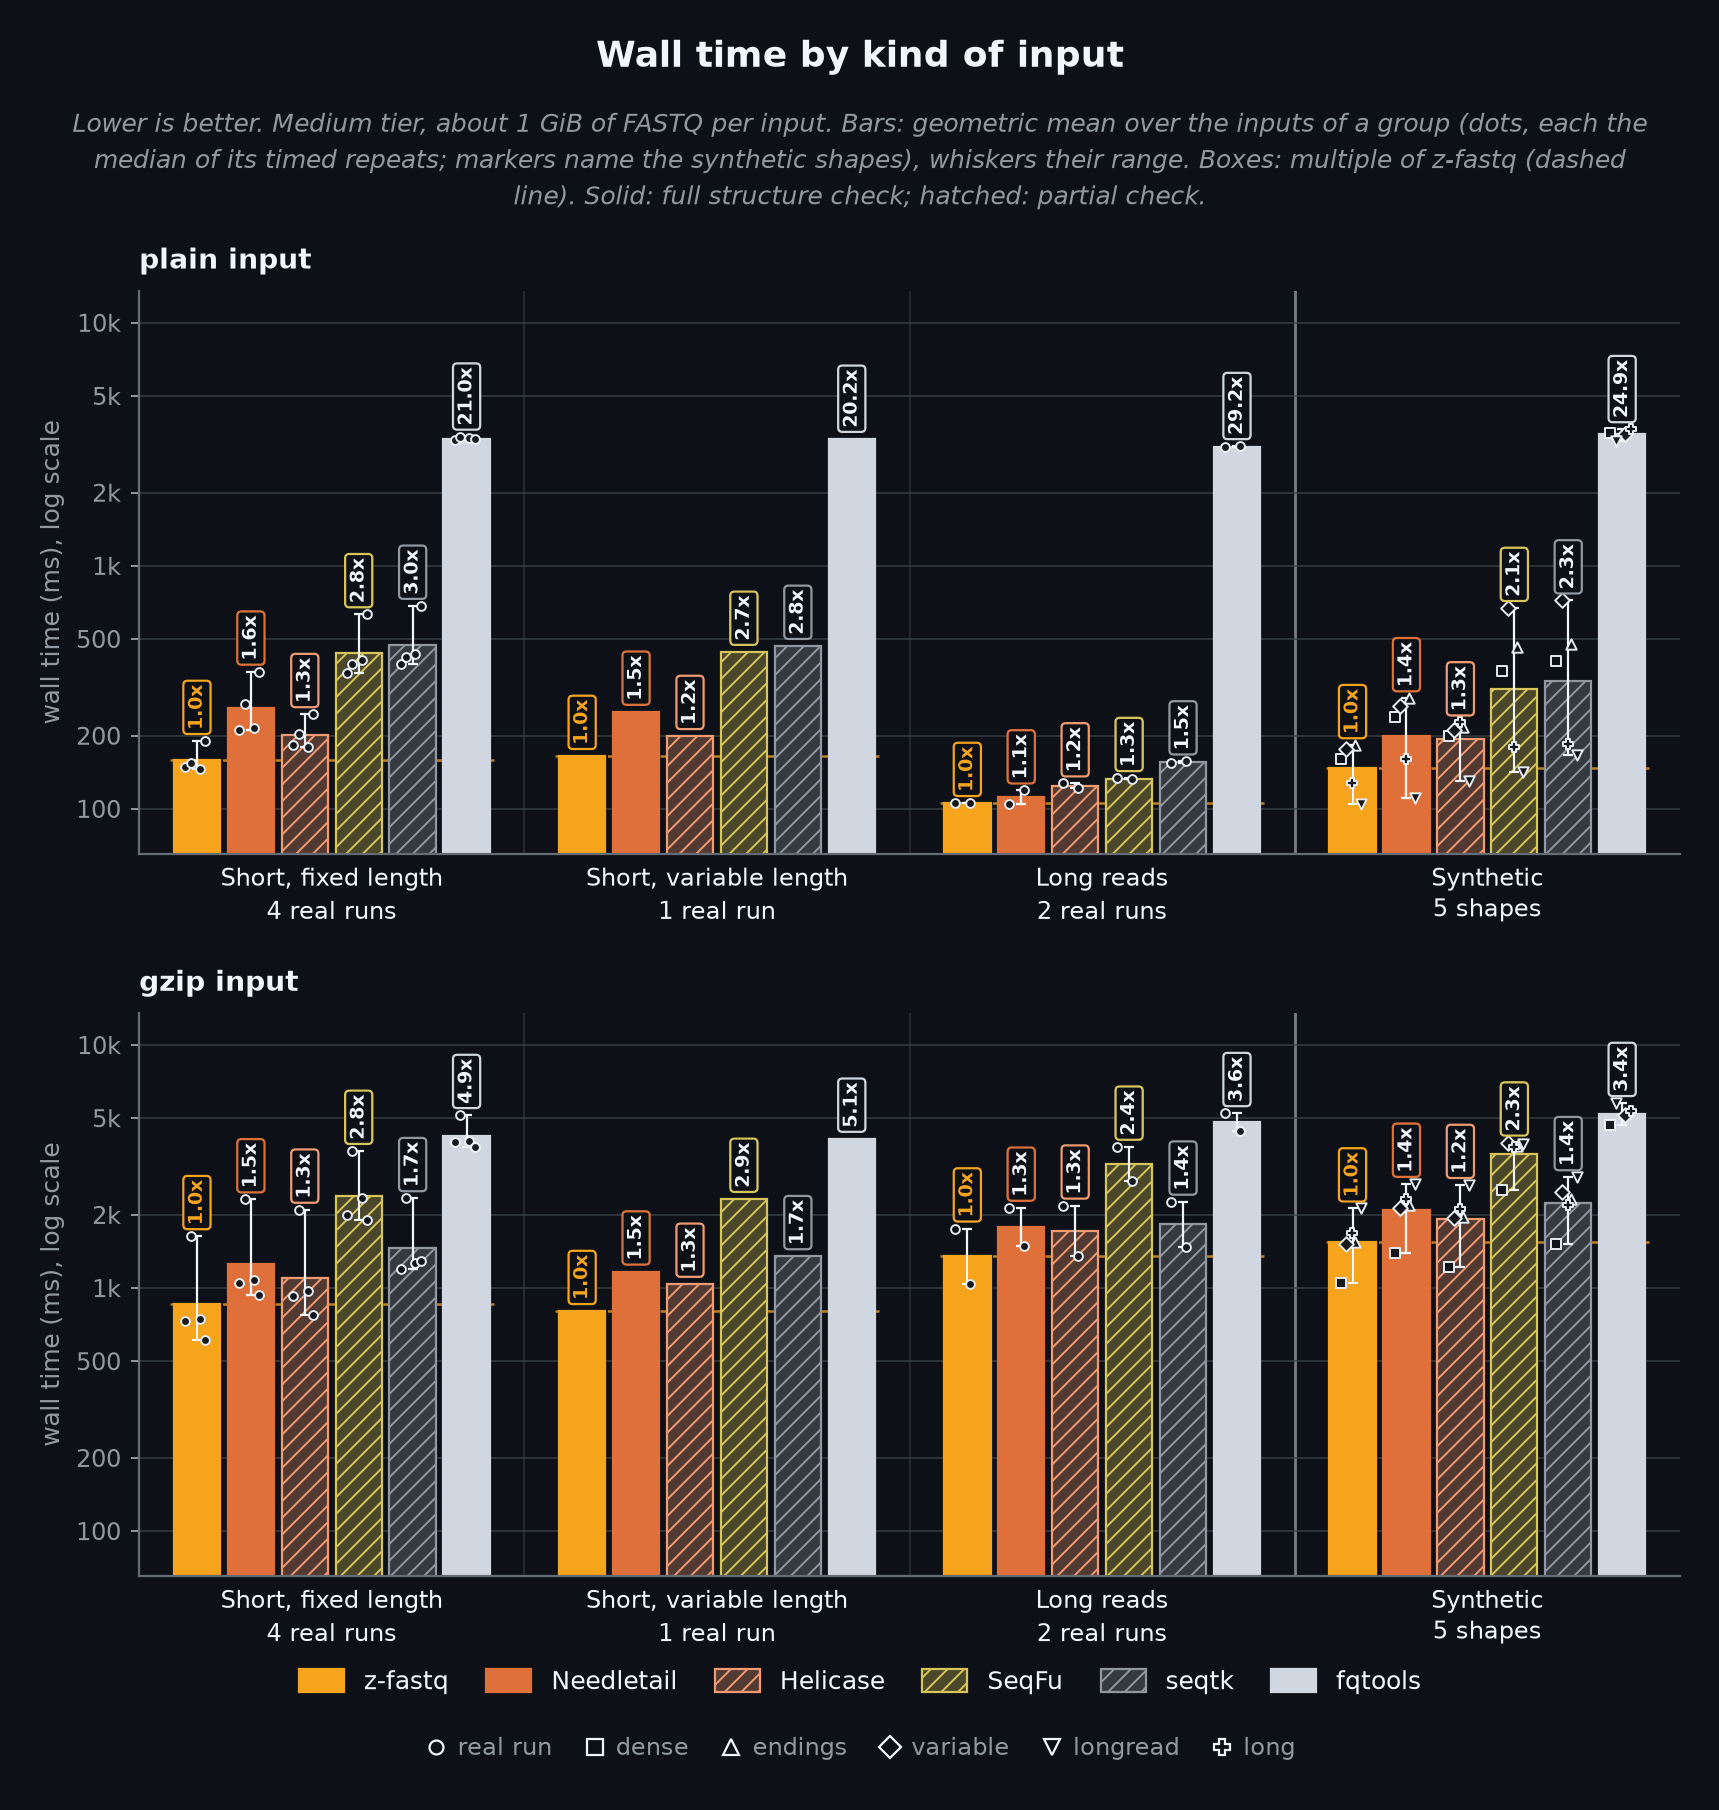 Wall time by kind of input
Lower is better. Medium tier, about 1 GiB of FASTQ per input. Bars: geometric mean over the inputs of a group (dots, each the
median of its timed repeats; markers name the synthetic shapes), whiskers their range. Boxes: multiple of z-fastq (dashed
line). Solid: full structure check; hatched: partial check.
plain input
wall time (ms), log scale
10k
5k
2k
1k
500
200
100
1.0x
1.6x
1.3x
2.8x
3.0x
21.0x
1.0x
1.5x
1.2x
2.7x
2.8x
20.2x
1.0x
1.1x
1.2x
1.3x
1.5x
29.2x
1.0x
1.4x
1.3x
2.1x
2.3x
24.9x
Short, fixed length
4 real runs
Short, variable length
1 real run
Long reads
2 real runs
Synthetic
5 shapes
gzip input
wall time (ms), log scale
10k
5k
2k
1k
500
200
100
1.0x
1.5x
1.3x
2.8x
1.7x
4.9x
1.0x
1.5x
1.3x
2.9x
1.7x
5.1x
1.0x
1.3x
1.3x
2.4x
1.4x
3.6x
1.0x
1.4x
1.2x
2.3x
1.4x
3.4x
Short, fixed length
4 real runs
Short, variable length
1 real run
Long reads
2 real runs
Synthetic
5 shapes
z-fastq Needletail Helicase SeqFu seqtk fqtools
real run dense endings variable longread long